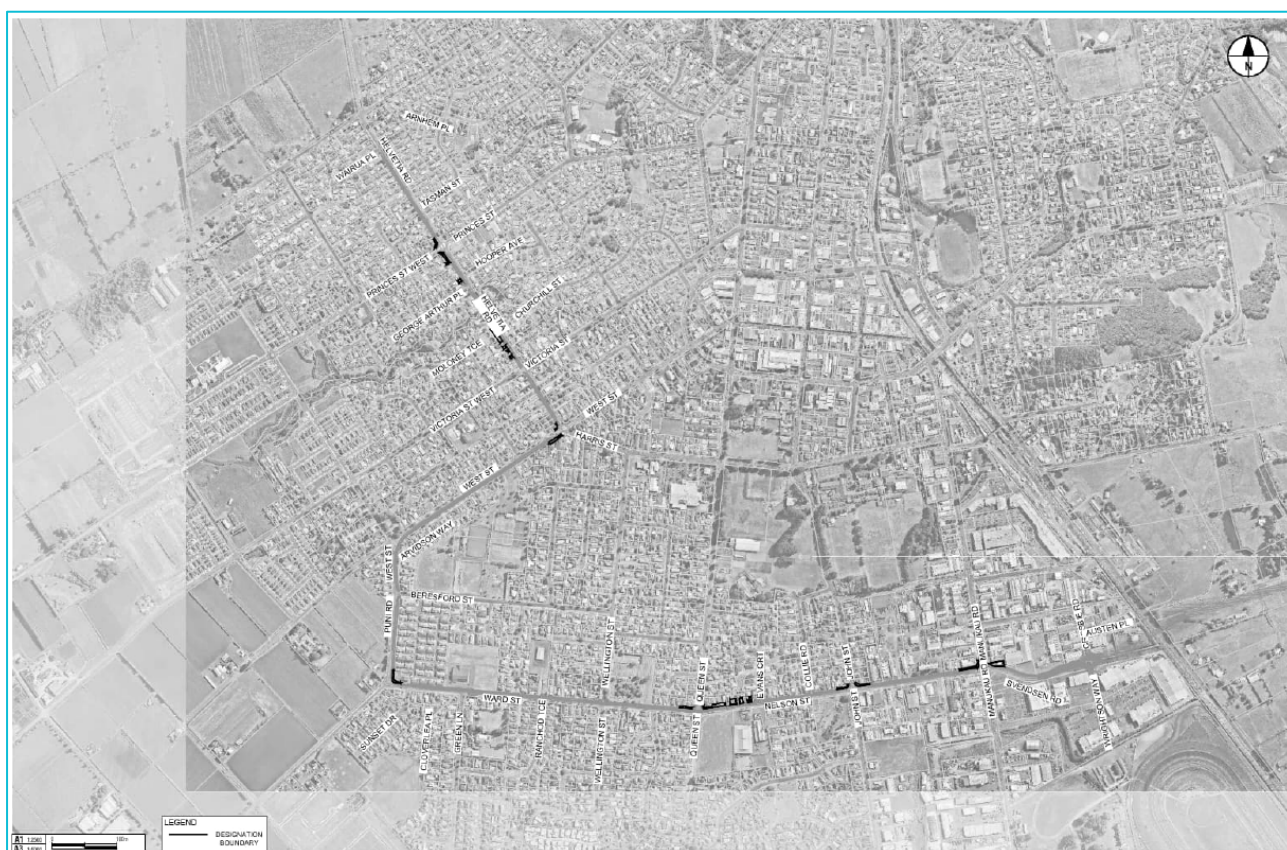 N
ARNHEM PL
HELVETIA RD
WAIRUA PL
TASMAN ST
PRINCES ST
HOOPER AVE
PRINCES ST WEST
GEORGE ARTHUR PL
HELVETIA
CHURCHILL ST
MOLONEY TCE
VICTORIA ST
VICTORIA ST WEST
WEST ST
HARRIS ST
WEST ST
ARVIDSON WAY
WEST ST
PUNI RD
BERESFORD ST
WELLINGTON ST
QUEEN ST
EVANS CRT
COLLIE RD
JOHN ST
MANUKAU RD
AUSTEN PL
WARD ST
NELSON ST
JOHN ST
MANUKAU RD
SVENDSEN RD
SUNSET DR
CLOVERLEA PL
GREEN LN
RANCHOD TCE
WELLINGTON ST
QUEEN ST
LEGEND
DESIGNATION
BOUNDARY
A1